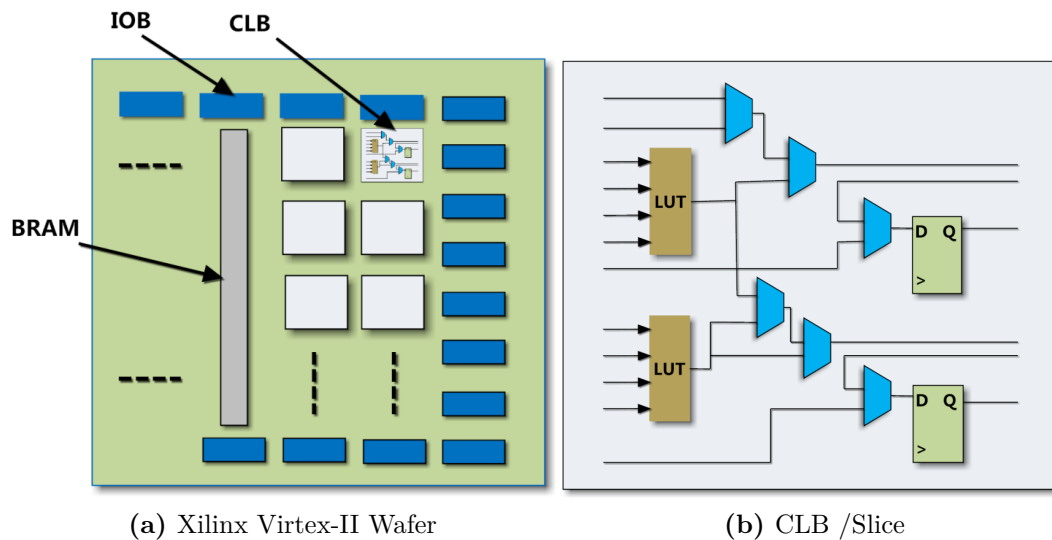 IOB
CLB
BRAM
LUT
D Q
>
LUT
D Q
>
(a) Xilinx Virtex-II Wafer
(b) CLB /Slice